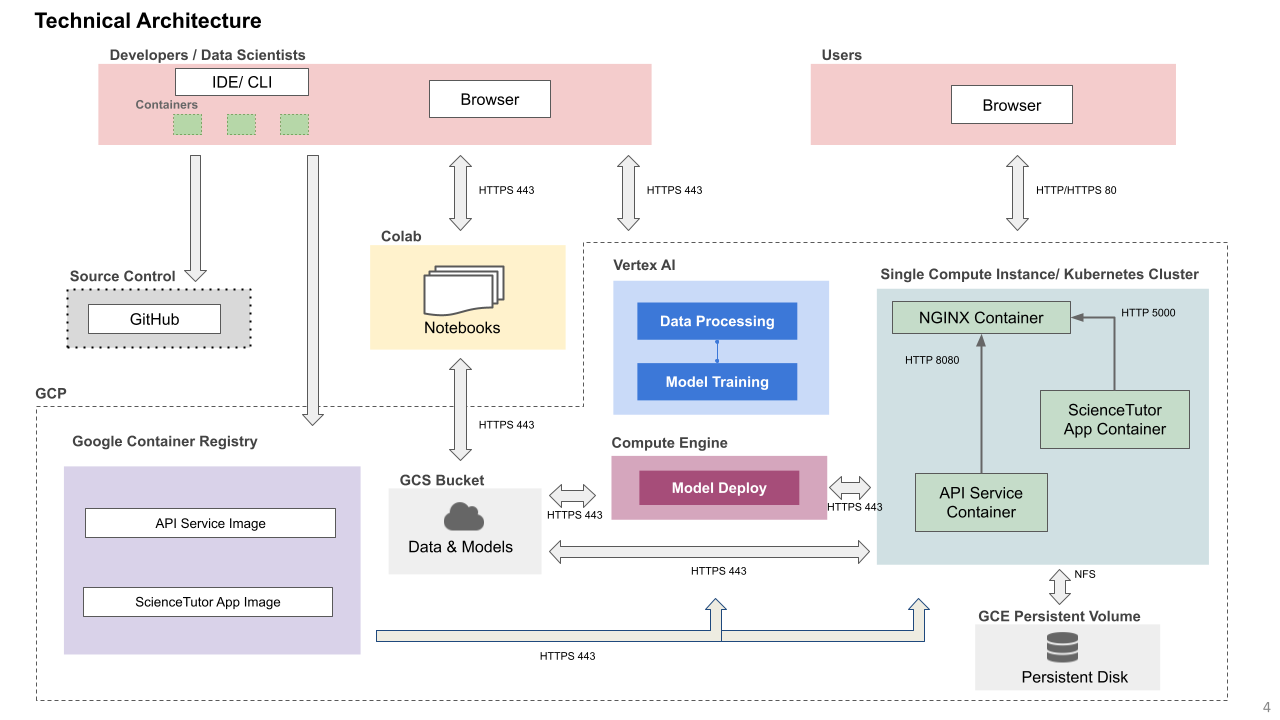 Technical Architecture
Developers / Data Scientists
IDE/ CLI
Containers
Browser
Users
Browser
HTTPS 443
HTTPS 443
HTTP/HTTPS 80
Colab
Notebooks
Source Control
GitHub
GCP
Vertex AI
Data Processing
Model Training
Single Compute Instance/ Kubernetes Cluster
NGINX Container
HTTP 5000
HTTP 8080
ScienceTutor
App Container
API Service
Container
HTTPS 443
Google Container Registry
API Service Image
ScienceTutor App Image
GCS Bucket
Data & Models
HTTPS 443
Compute Engine
Model Deploy
HTTPS 443
HTTPS 443
HTTPS 443
NFS
GCE Persistent Volume
Persistent Disk
4